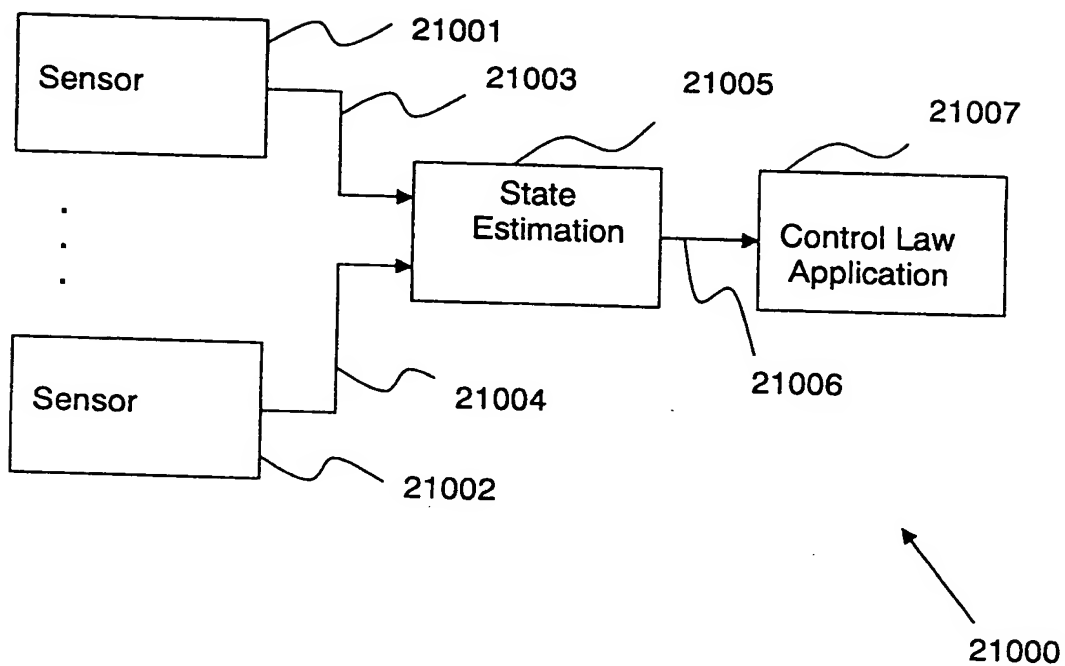 21001
Sensor
21003
21005
21007
State
Estimation
Control Law
Application
21006
Sensor
21004
21002
21000